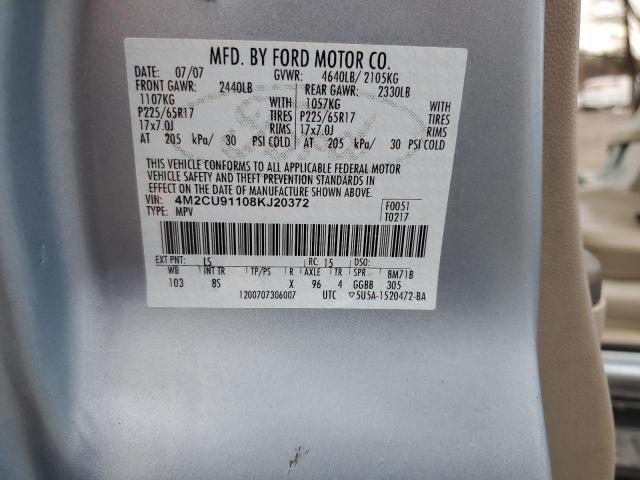 MFD. BY FORD MOTOR CO.
DATE: 07/07 GVWR: 4640LB/ 2105KG
FRONT GAWR: 2440LB REAR GAWR: 2330LB
1107KG WITH 1057KG WITH
P225/65R17 TIRES P225/65R17 TIRES
17x7.0J RIMS 17x7.0J RIMS
AT 205 kPa/ 30 PSI COLD AT 205 kPa/ 30 PSI COLD
THIS VEHICLE CONFORMS TO ALL APPLICABLE FEDERAL MOTOR
VEHICLE SAFETY AND THEFT PREVENTION STANDARDS IN
EFFECT ON THE DATE OF MANUFACTURE SHOWN ABOVE.
VIN: 4M2CU91108KJ20372 F0051
TYPE: MPV T0217
EXT PNT: LS RC: 15 DSO:
WB INT TR TP/PS R AXLE TR SPR 8M71B
103 8S X 96 4 GGBB 305
1200707306007 UTC ▽5U5A-1520472-BA
Ford